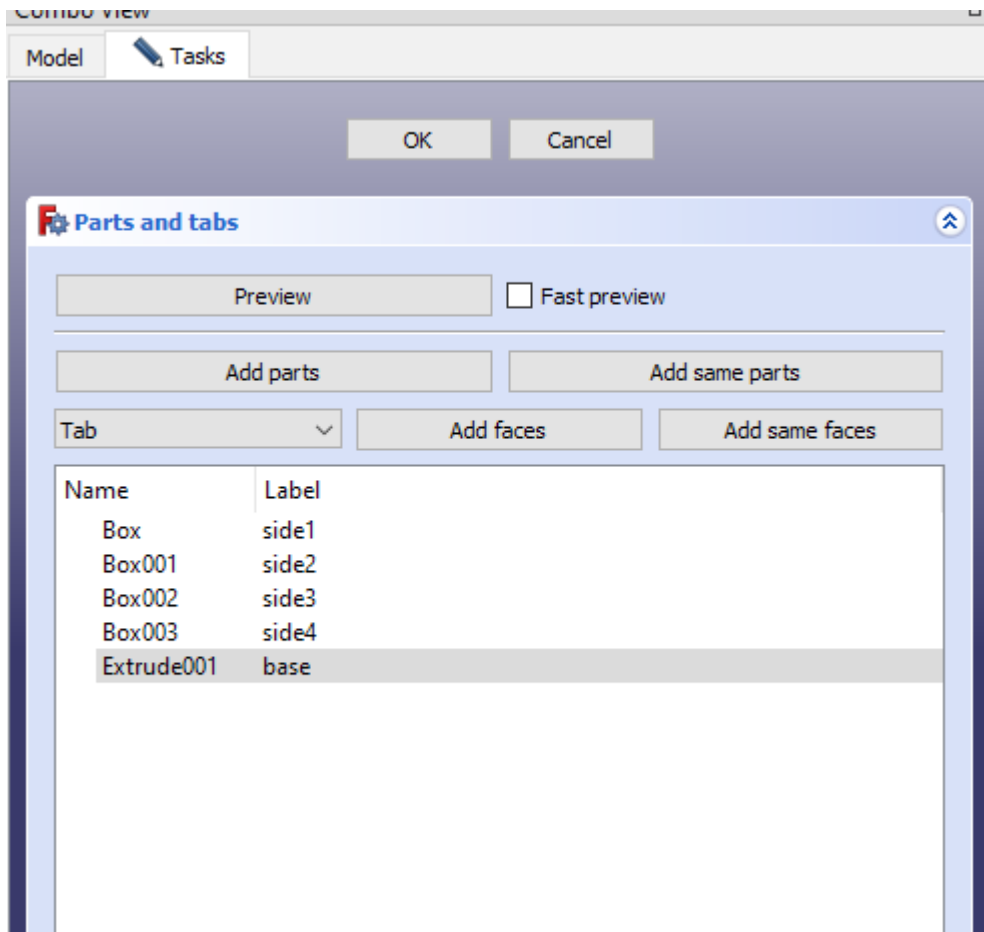 Combo View
Model Tasks
OK Cancel
Parts and tabs
Preview Fast preview
Add parts Add same parts
Tab Add faces Add same faces
Name Label
Box side1
Box001 side2
Box002 side3
Box003 side4
Extrude001 base